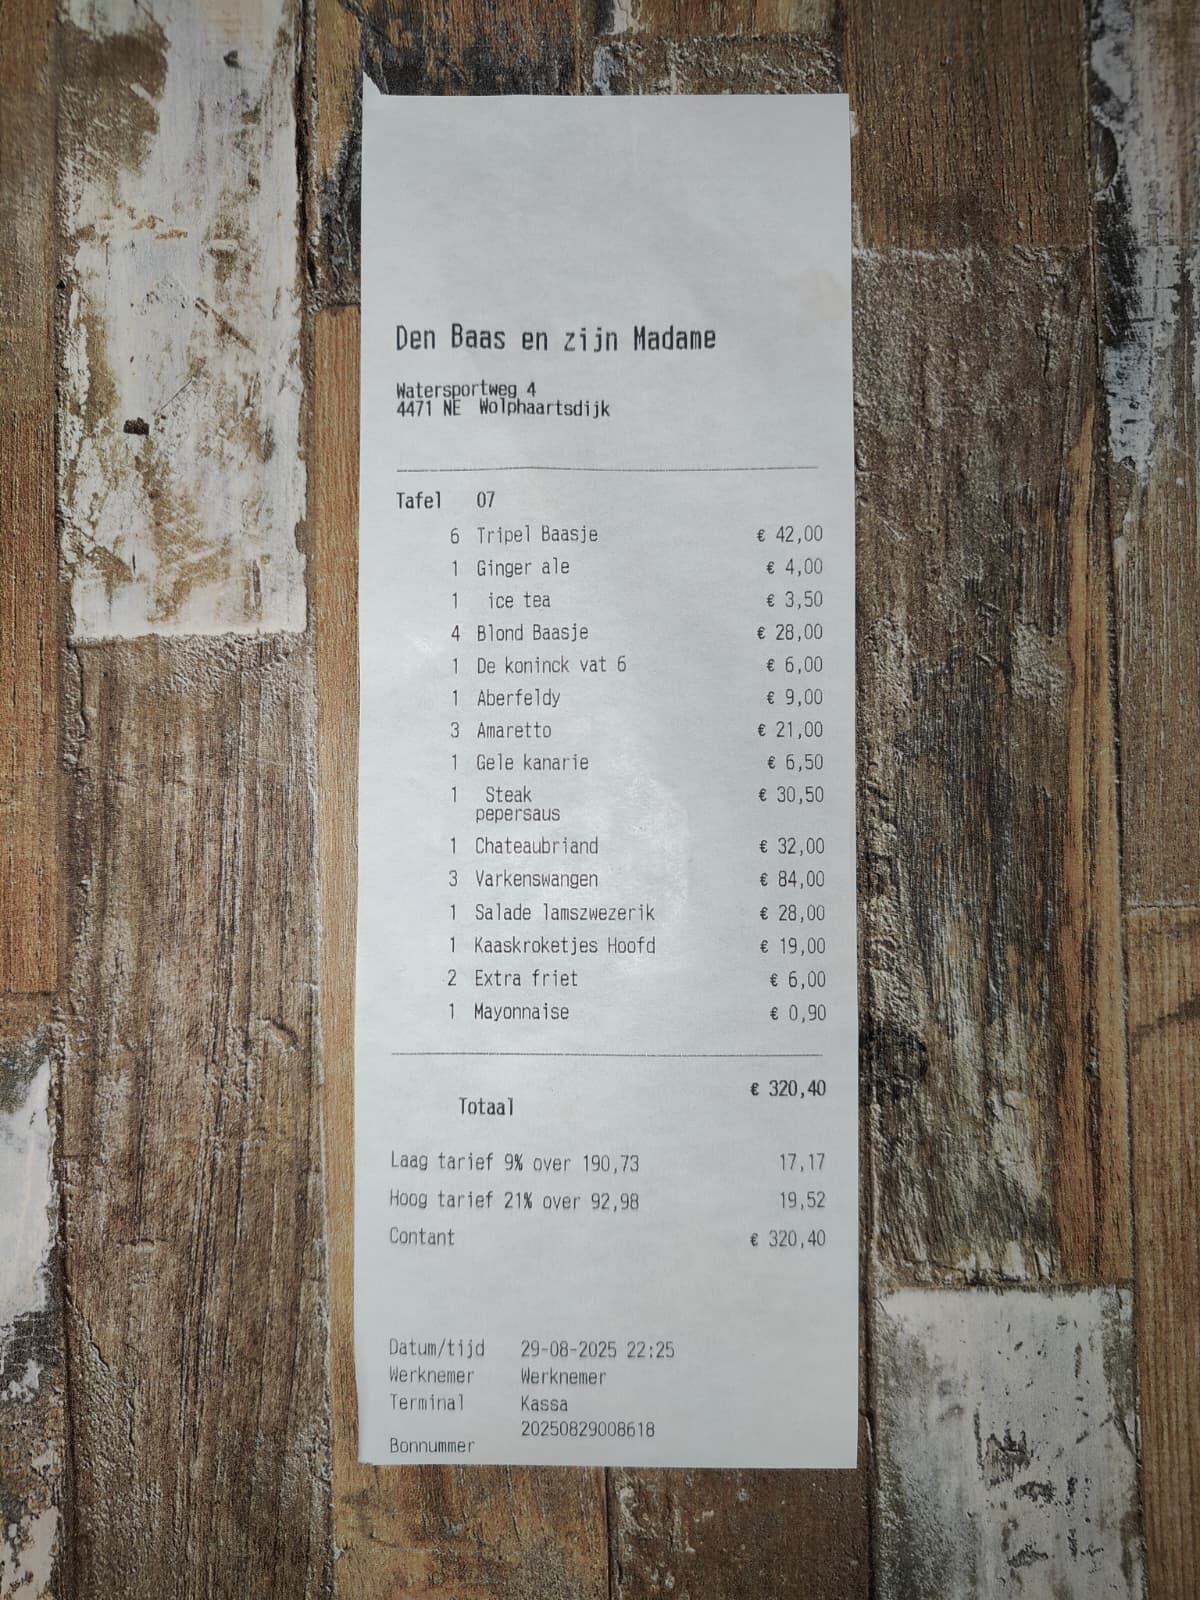 Den Baas en zijn Madame
Watersportweg 4
4471 NE Wolphaartsdijk
Tafel 07
6 Tripel Baasje € 42,00
1 Ginger ale € 4,00
1 ice tea € 3,50
4 Blond Baasje € 28,00
1 De koninck vat 6 € 6,00
1 Aberfeldy € 9,00
3 Amaretto € 21,00
1 Gele kanarie € 6,50
1 Steak € 30,50
pepersaus
1 Chateaubriand € 32,00
3 Varkenswangen € 84,00
1 Salade lamszwezerik € 28,00
1 Kaaskroketjes Hoofd € 19,00
2 Extra friet € 6,00
1 Mayonnaise € 0,90
€ 320,40
Totaal
Laag tarief 9% over 190,73 17,17
Hoog tarief 21% over 92,98 19,52
Contant € 320,40
Datum/tijd 29-08-2025 22:25
Werknemer Werknemer
Terminal Kassa
20250829008618
Bonnummer